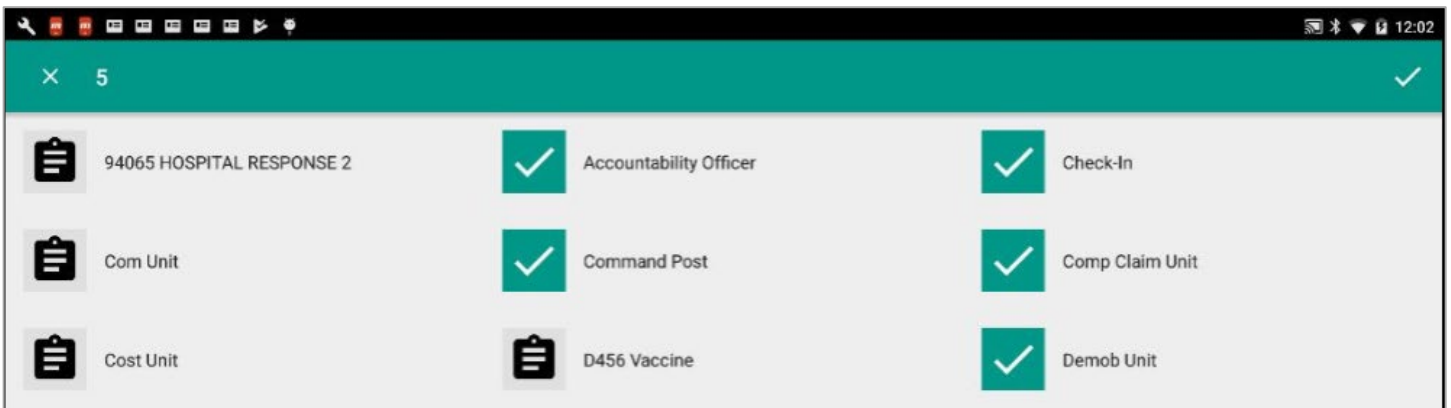 12:02
5
94065 HOSPITAL RESPONSE 2 Accountability Officer Check-In
Com Unit Command Post Comp Claim Unit
Cost Unit D456 Vaccine Demob Unit